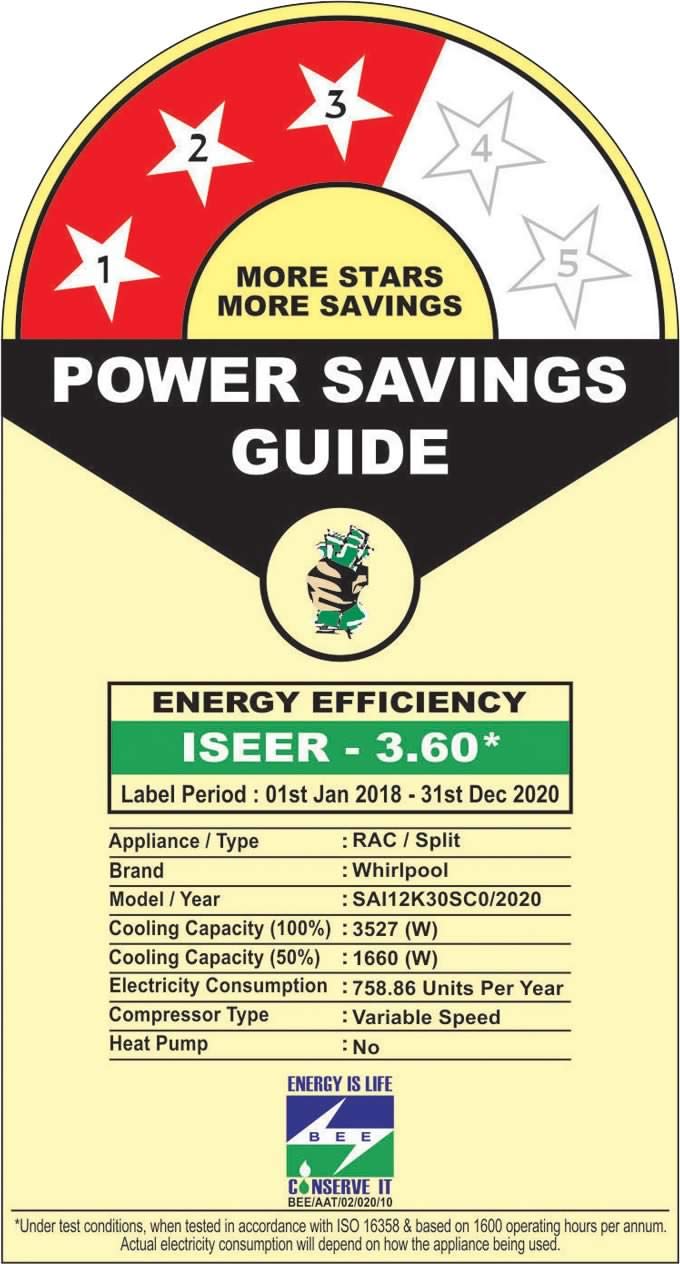 1
2
3
4
5
MORE STARS
MORE SAVINGS
POWER SAVINGS
GUIDE
ENERGY EFFICIENCY
ISEER - 3.60*
Label Period : 01st Jan 2018 - 31st Dec 2020
Appliance / Type : RAC / Split
Brand : Whirlpool
Model / Year : SAI12K30SC0/2020
Cooling Capacity (100%) : 3527 (W)
Cooling Capacity (50%) : 1660 (W)
Electricity Consumption : 758.86 Units Per Year
Compressor Type : Variable Speed
Heat Pump : No
ENERGY IS LIFE
BEE
CONSERVE IT
BEE/AAT/02/020/10
*Under test conditions, when tested in accordance with ISO 16358 & based on 1600 operating hours per annum.
Actual electricity consumption will depend on how the appliance being used.